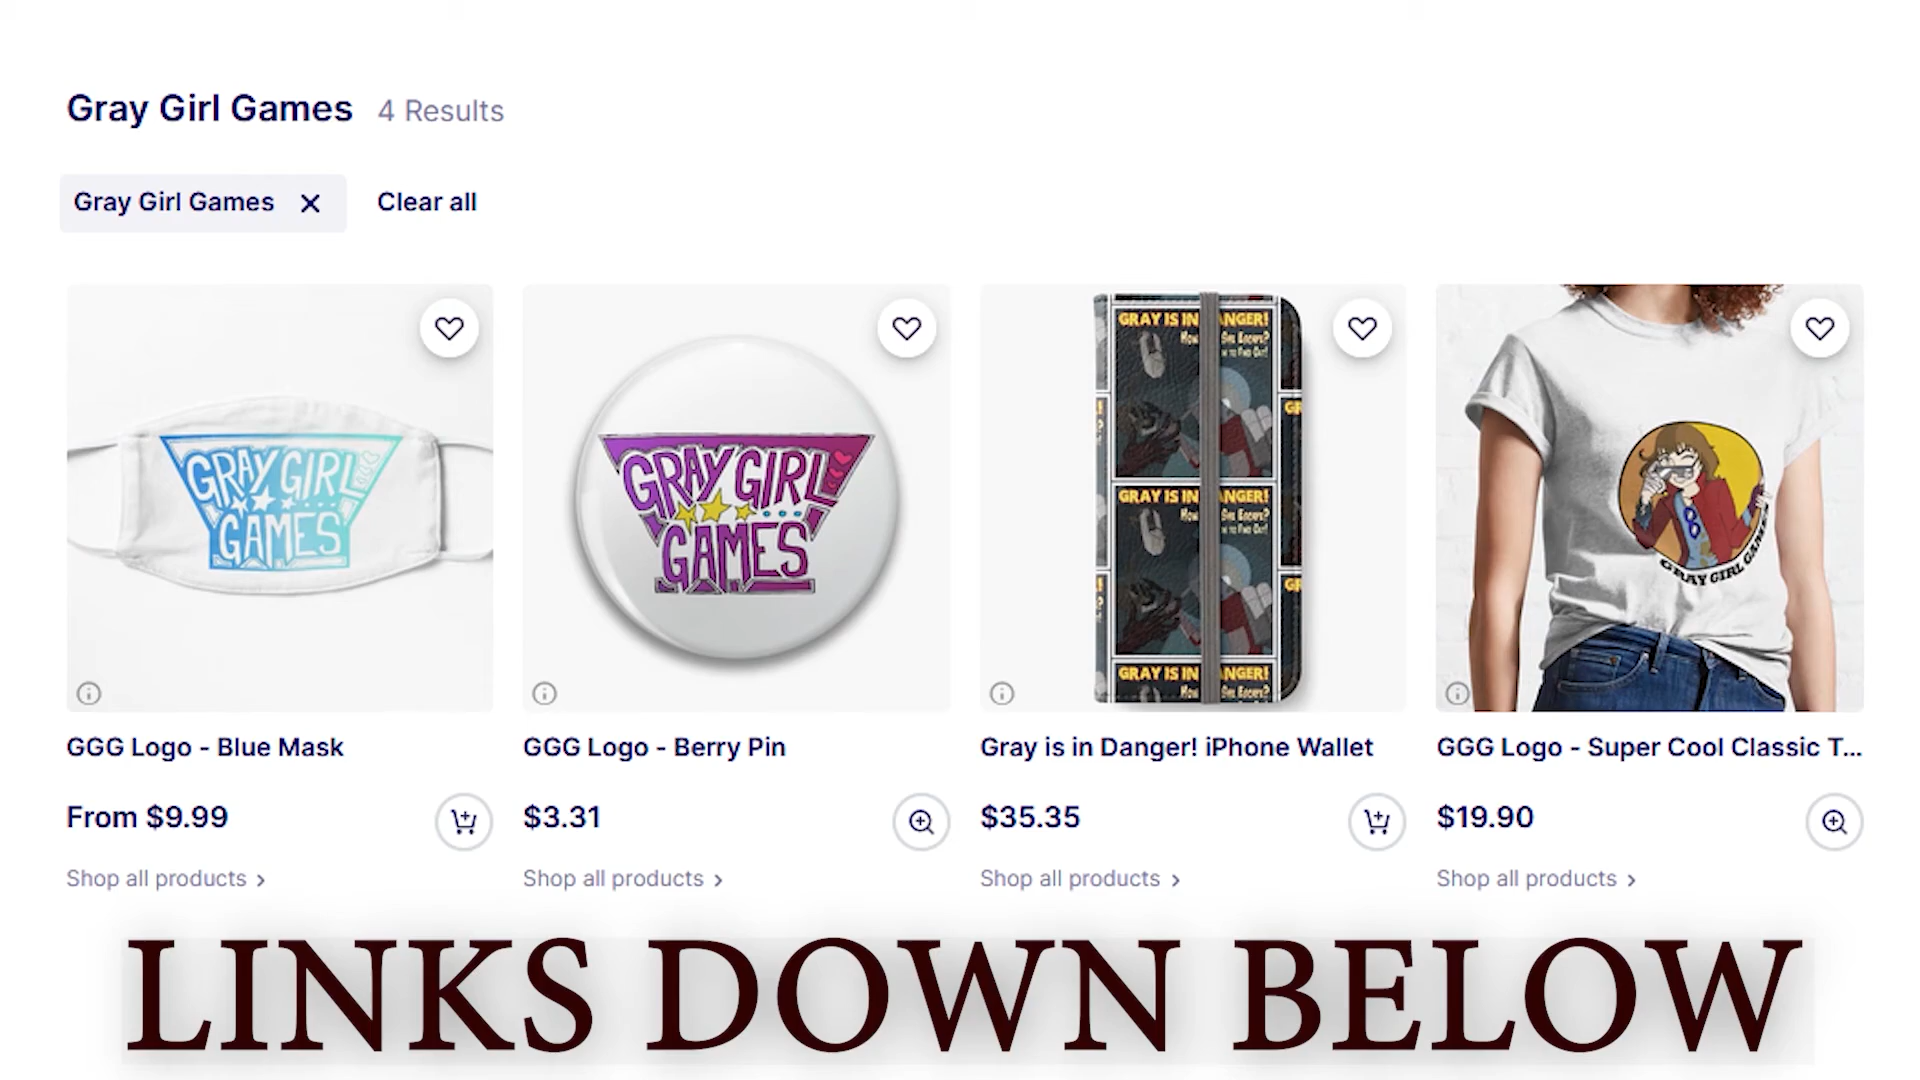 Gray Girl Games 4 Results
Gray Girl Games X Clear all
GRAY GIRL
GAMES
GRAY GIRL
GAMES
GRAY IS IN ANGER!
GRAY IS IN ANGER!
GRAY IS IN ANGER!
GRAY GIRL GAMES
GGG Logo - Blue Mask
GGG Logo - Berry Pin
Gray is in Danger! iPhone Wallet
GGG Logo - Super Cool Classic T...
From $9.99
$3.31
$35.35
$19.90
Shop all products >
Shop all products >
Shop all products >
Shop all products >
LINKS DOWN BELOW